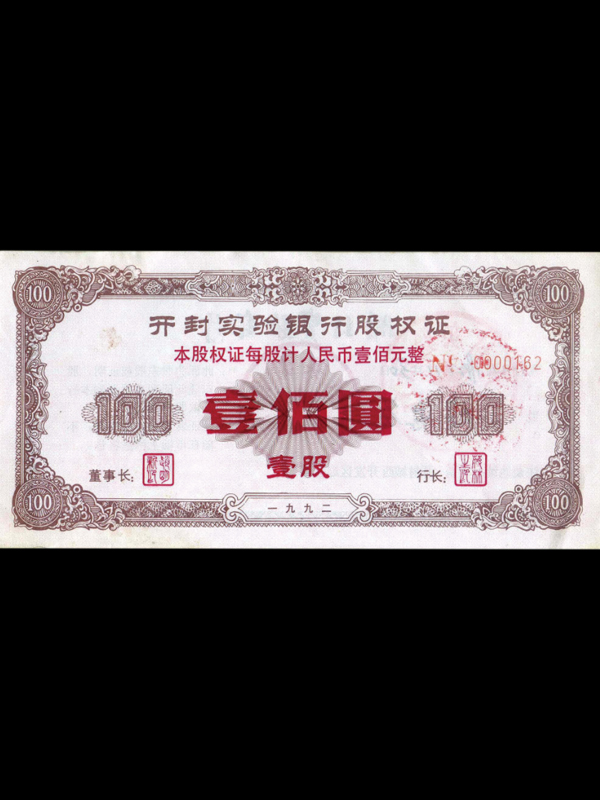 100 100
开封实验银行股权证
本股权证每股计人民币壹佰元整
№ 0000162
100 壹佰圆 100
壹股
董事长: 行长:
100 一九九二 100